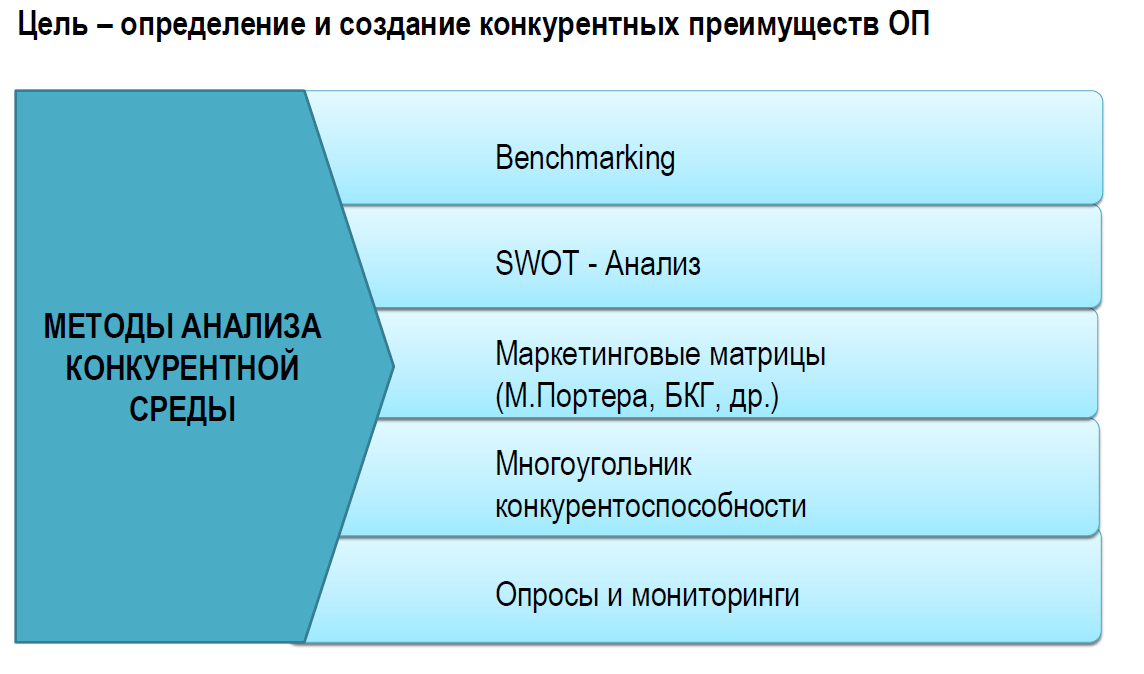 Цель – определение и создание конкурентных преимуществ ОП
МЕТОДЫ АНАЛИЗА
КОНКУРЕНТНОЙ
СРЕДЫ
Benchmarking
SWOT - Анализ
Маркетинговые матрицы
(М.Портера, БКГ, др.)
Многоугольник
конкурентоспособности
Опросы и мониторинги